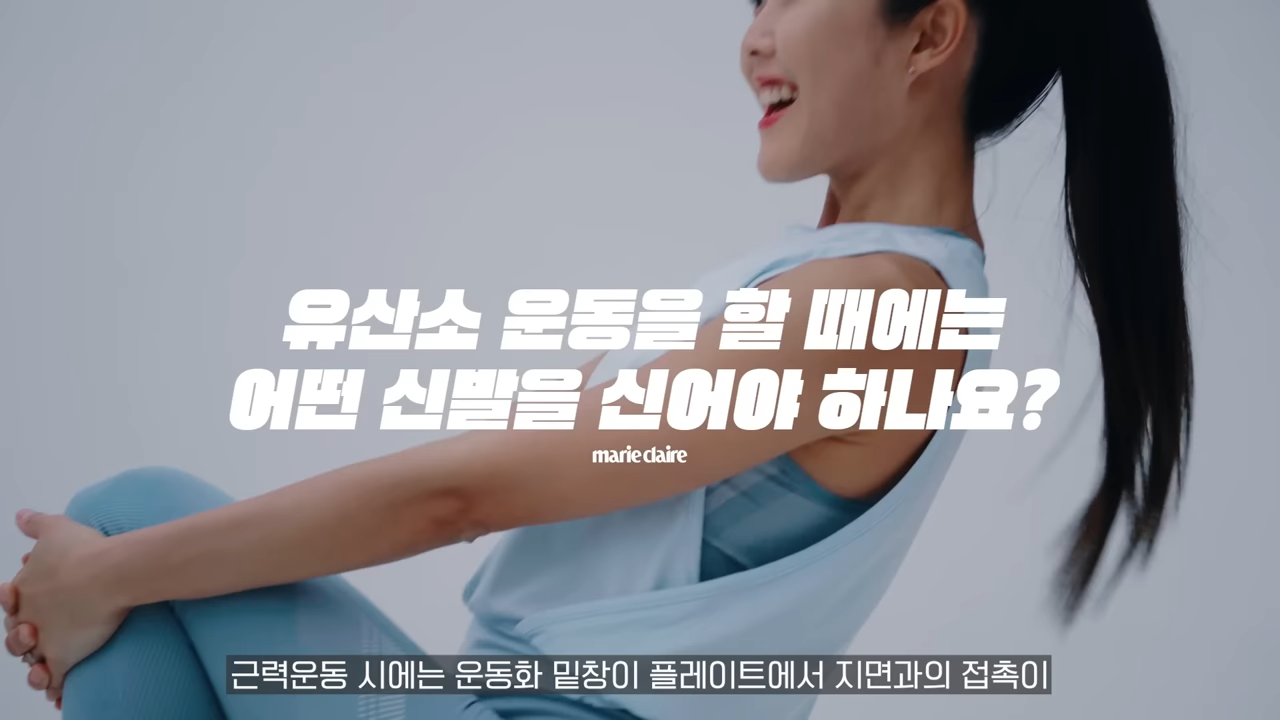 유산소 운동을 할 때에는
어떤 신발을 신어야 하나요?
marie claire
근력운동 시에는 운동화 밑창이 플레이트에서 지면과의 접촉이